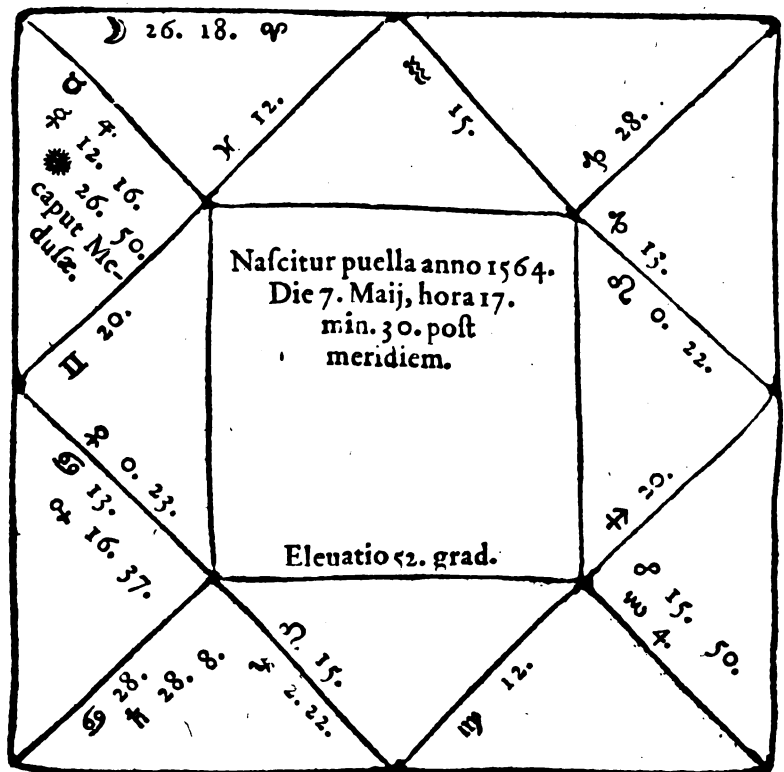 ☽ 26. 18. ♈
♒ 15.
♓ 12.
♑ 28.
♉ 4.
12. 16.
☀ 26. 50.
caput Me-
duſæ.
♊ 20.
♑ 13.
0. 22.
Naſcitur puella anno 1564.
Die 7. Maij, hora 17.
min. 30. poſt
meridiem.
0. 23.
♋ 13.
16. 37.
♐ 20.
15. 50.
♏ 4.
Eleuatio 52. grad.
♋ 28.
♄ 28. 8.
♃ 2. 22.
♌ 15.
♍ 12.